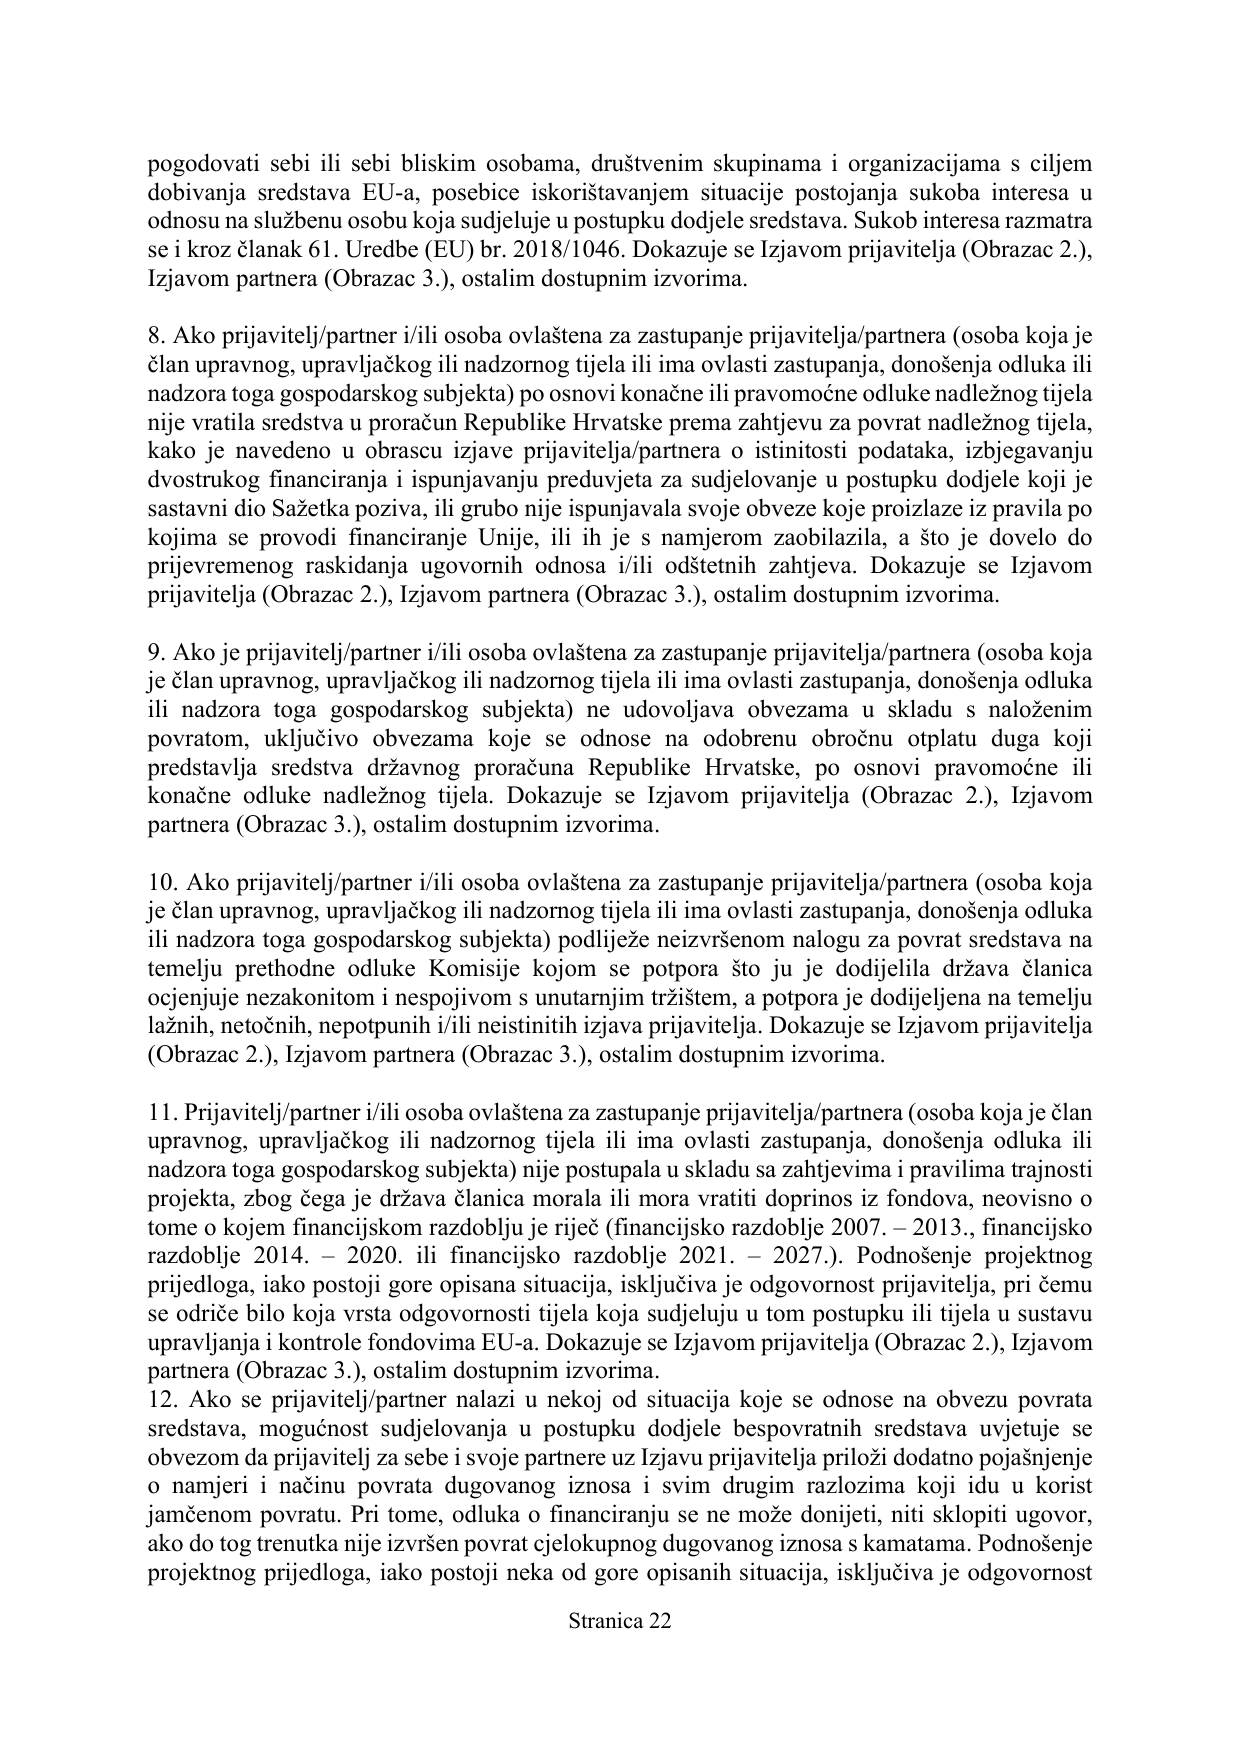 pogodovati sebi ili sebi bliskim osobama, društvenim skupinama i organizacijama s ciljem
dobivanja sredstava EU-a, posebice iskorištavanjem situacije postojanja sukoba interesa u
odnosu na službenu osobu koja sudjeluje u postupku dodjele sredstava. Sukob interesa razmatra
se i kroz članak 61. Uredbe (EU) br. 2018/1046. Dokazuje se Izjavom prijavitelja (Obrazac 2.),
Izjavom partnera (Obrazac 3.), ostalim dostupnim izvorima.
8. Ako prijavitelj/partner i/ili osoba ovlaštena za zastupanje prijavitelja/partnera (osoba koja je
član upravnog, upravljačkog ili nadzornog tijela ili ima ovlasti zastupanja, donošenja odluka ili
nadzora toga gospodarskog subjekta) po osnovi konačne ili pravomoćne odluke nadležnog tijela
nije vratila sredstva u proračun Republike Hrvatske prema zahtjevu za povrat nadležnog tijela,
kako je navedeno u obrascu izjave prijavitelja/partnera o istinitosti podataka, izbjegavanju
dvostrukog financiranja i ispunjavanju preduvjeta za sudjelovanje u postupku dodjele koji je
sastavni dio Sažetka poziva, ili grubo nije ispunjavala svoje obveze koje proizlaze iz pravila po
kojima se provodi financiranje Unije, ili ih je s namjerom zaobilazila, a što je dovelo do
prijevremenog raskidanja ugovornih odnosa i/ili odštetnih zahtjeva. Dokazuje se Izjavom
prijavitelja (Obrazac 2.), Izjavom partnera (Obrazac 3.), ostalim dostupnim izvorima.
9. Ako je prijavitelj/partner i/ili osoba ovlaštena za zastupanje prijavitelja/partnera (osoba koja
je član upravnog, upravljačkog ili nadzornog tijela ili ima ovlasti zastupanja, donošenja odluka
ili nadzora toga gospodarskog subjekta) ne udovoljava obvezama u skladu s naloženim
povratom, uključivo obvezama koje se odnose na odobrenu obročnu otplatu duga koji
predstavlja sredstva državnog proračuna Republike Hrvatske, po osnovi pravomoćne ili
konačne odluke nadležnog tijela. Dokazuje se Izjavom prijavitelja (Obrazac 2.), Izjavom
partnera (Obrazac 3.), ostalim dostupnim izvorima.
10. Ako prijavitelj/partner i/ili osoba ovlaštena za zastupanje prijavitelja/partnera (osoba koja
je član upravnog, upravljačkog ili nadzornog tijela ili ima ovlasti zastupanja, donošenja odluka
ili nadzora toga gospodarskog subjekta) podliježe neizvršenom nalogu za povrat sredstava na
temelju prethodne odluke Komisije kojom se potpora što ju je dodijelila država članica
ocjenjuje nezakonitom i nespojivom s unutarnjim tržištem, a potpora je dodijeljena na temelju
lažnih, netočnih, nepotpunih i/ili neistinitih izjava prijavitelja. Dokazuje se Izjavom prijavitelja
(Obrazac 2.), Izjavom partnera (Obrazac 3.), ostalim dostupnim izvorima.
11. Prijavitelj/partner i/ili osoba ovlaštena za zastupanje prijavitelja/partnera (osoba koja je član
upravnog, upravljačkog ili nadzornog tijela ili ima ovlasti zastupanja, donošenja odluka ili
nadzora toga gospodarskog subjekta) nije postupala u skladu sa zahtjevima i pravilima trajnosti
projekta, zbog čega je država članica morala ili mora vratiti doprinos iz fondova, neovisno o
tome o kojem financijskom razdoblju je riječ (financijsko razdoblje 2007. – 2013., financijsko
razdoblje 2014. – 2020. ili financijsko razdoblje 2021. – 2027.). Podnošenje projektnog
prijedloga, iako postoji gore opisana situacija, isključiva je odgovornost prijavitelja, pri čemu
se odriče bilo koja vrsta odgovornosti tijela koja sudjeluju u tom postupku ili tijela u sustavu
upravljanja i kontrole fondovima EU-a. Dokazuje se Izjavom prijavitelja (Obrazac 2.), Izjavom
partnera (Obrazac 3.), ostalim dostupnim izvorima.
12. Ako se prijavitelj/partner nalazi u nekoj od situacija koje se odnose na obvezu povrata
sredstava, mogućnost sudjelovanja u postupku dodjele bespovratnih sredstava uvjetuje se
obvezom da prijavitelj za sebe i svoje partnere uz Izjavu prijavitelja priloži dodatno pojašnjenje
o namjeri i načinu povrata dugovanog iznosa i svim drugim razlozima koji idu u korist
jamčenom povratu. Pri tome, odluka o financiranju se ne može donijeti, niti sklopiti ugovor,
ako do tog trenutka nije izvršen povrat cjelokupnog dugovanog iznosa s kamatama. Podnošenje
projektnog prijedloga, iako postoji neka od gore opisanih situacija, isključiva je odgovornost
Stranica 22